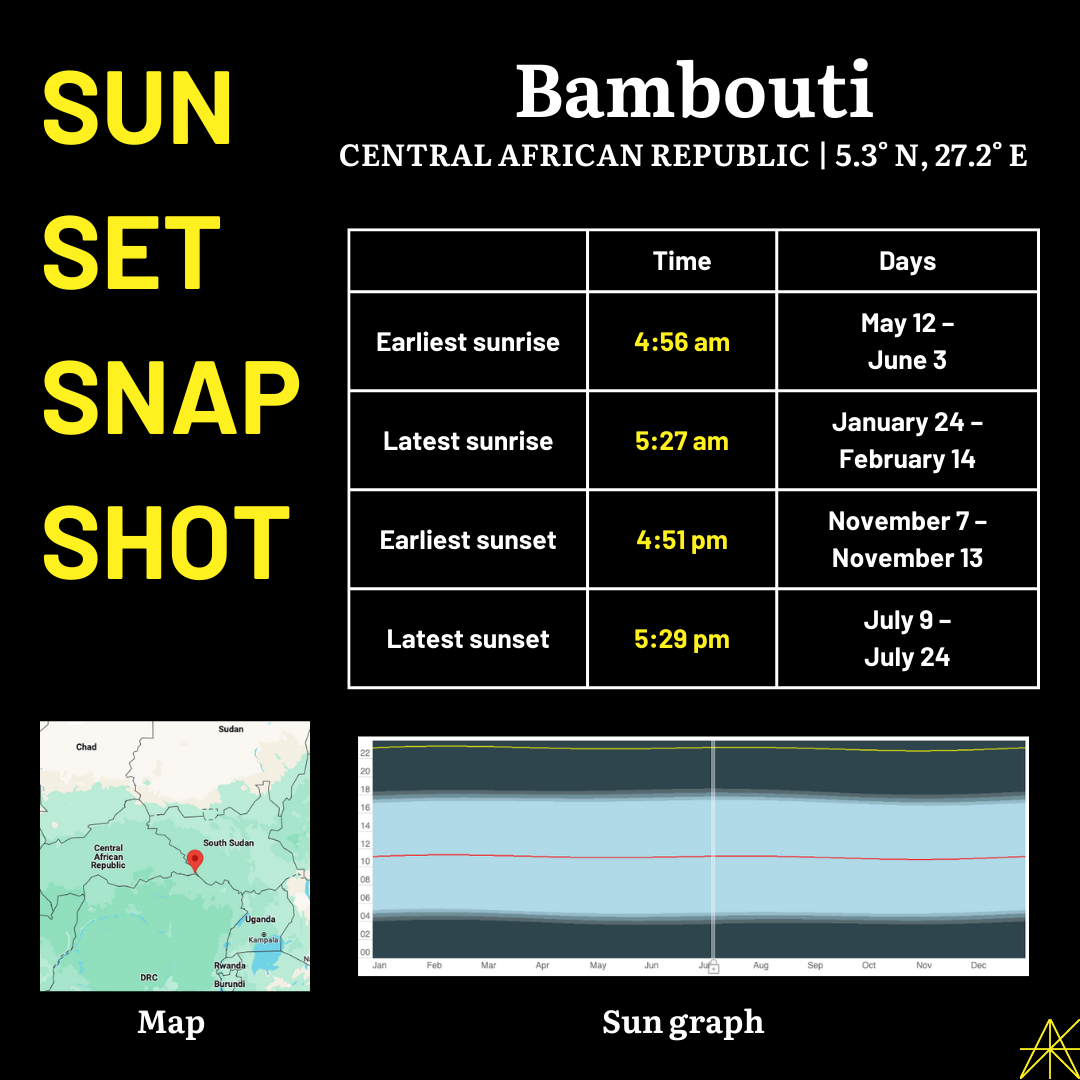 SUN
SET
SNAP
SHOT
Bambouti
CENTRAL AFRICAN REPUBLIC | 5.3° N, 27.2° E
Time
Days
Earliest sunrise
4:56 am
May 12 –
June 3
Latest sunrise
5:27 am
January 24 –
February 14
Earliest sunset
4:51 pm
November 7 –
November 13
Latest sunset
5:29 pm
July 9 –
July 24
Sudan
Chad
South Sudan
Central
African
Republic
Uganda
Kampala
Rwanda
DRC
Burundi
Map
22
20
18
16
14
12
10
08
06
04
02
00
Jan
Feb
Mar
Apr
May
Jun
Aug
Sep
Oct
Nov
Dec
Sun graph